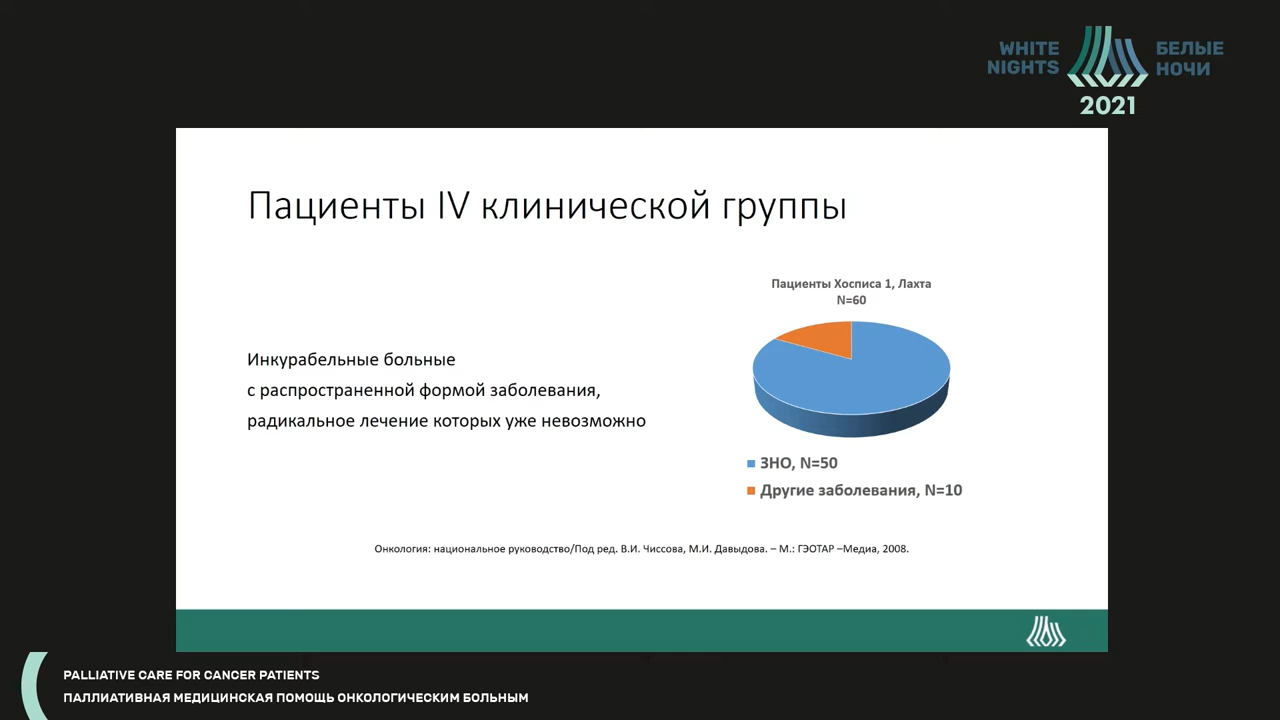 WHITE
NIGHTS
БЕЛЫЕ
НОЧИ
2021
Пациенты IV клинической группы
Пациенты Хосписа 1, Лахта
N=60
Инкурабельные больные
с распространенной формой заболевания,
радикальное лечение которых уже невозможно
ЗНО, N=50
Другие заболевания, N=10
Онкология: национальное руководство/Под ред. В.И. Чиссова, М.И. Давыдова. – М.: ГЭОТАР –Медиа, 2008.
PALLIATIVE CARE FOR CANCER PATIENTS
ПАЛЛИАТИВНАЯ МЕДИЦИНСКАЯ ПОМОЩЬ ОНКОЛОГИЧЕСКИМ БОЛЬНЫМ